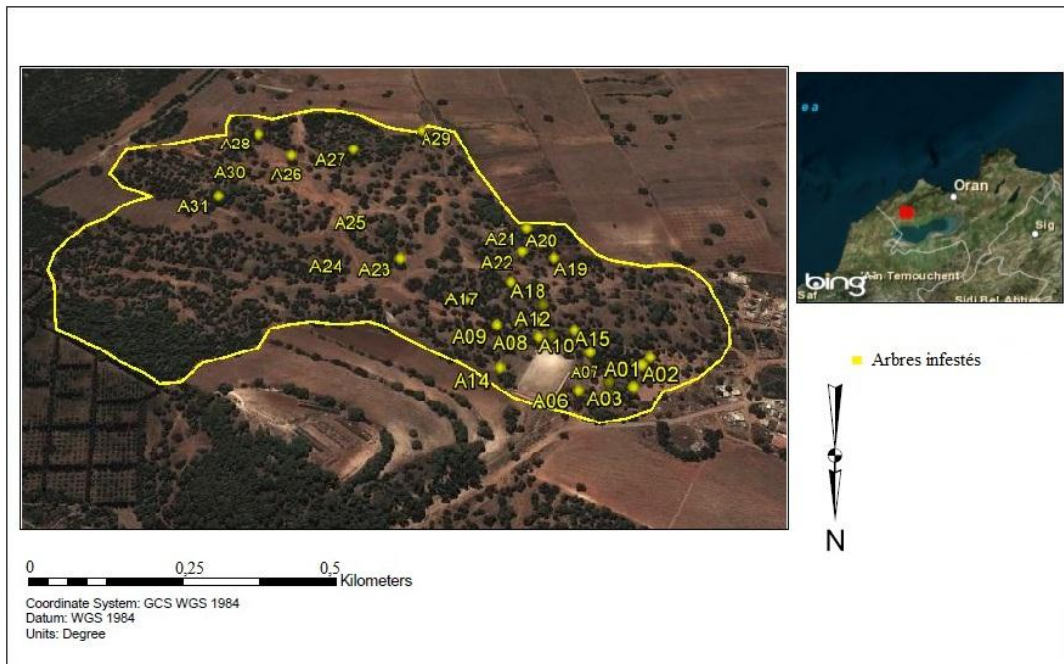 A28
A29
A30
A26
A27
A31
A25
A21
A20
A24
A23
A22
A19
A17
A18
A09
A08
A12
A10
A15
A14
A07
A01
A02
A06
A03
ea
Oran
Sig
Aïn Temouchent
bing
Saf
Sidi Bel Abbes
Arbres infestés
N
0
0,25
0,5
Kilometers
Coordinate System: GCS WGS 1984
Datum: WGS 1984
Units: Degree